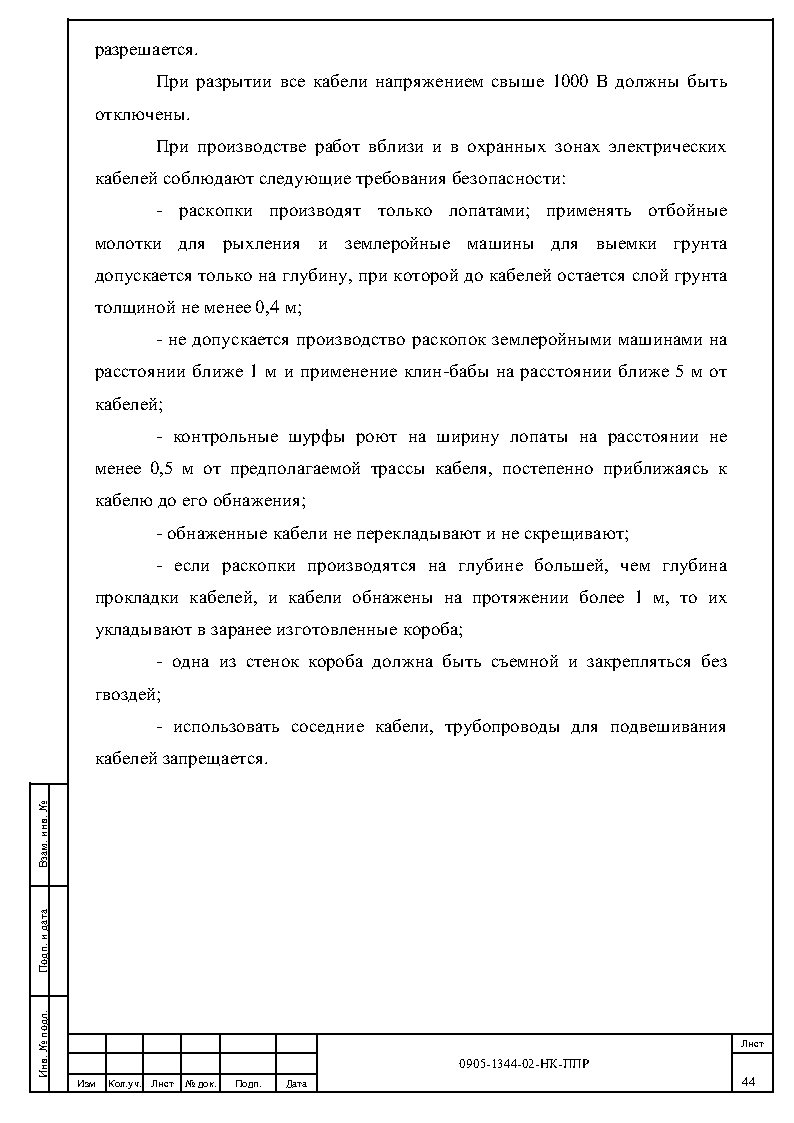 разрешается.
При разрытии все кабели напряжением свыше 1000 В должны быть
отключены.
При производстве работ вблизи и в охранных зонах электрических
кабелей соблюдают следующие требования безопасности:
- раскопки производят только лопатами; применять отбойные
молотки для рыхления и землеройные машины для выемки грунта
допускается только на глубину, при которой до кабелей остается слой грунта
толщиной не менее 0,4 м;
- не допускается производство раскопок землеройными машинами на
расстоянии ближе 1 м и применение клин-бабы на расстоянии ближе 5 м от
кабелей;
- контрольные шурфы роют на ширину лопаты на расстоянии не
менее 0,5 м от предполагаемой трассы кабеля, постепенно приближаясь к
кабелю до его обнажения;
- обнаженные кабели не перекладывают и не скрещивают;
- если раскопки производятся на глубине большей, чем глубина
прокладки кабелей, и кабели обнажены на протяжении более 1 м, то их
укладывают в заранее изготовленные короба;
- одна из стенок короба должна быть съемной и закрепляться без
гвоздей;
- использовать соседние кабели, трубопроводы для подвешивания
кабелей запрещается.
Взам. инв. №
Подп. и дата
Инв. № подл.
Изм Кол.уч. Лист № док. Подп. Дата
0905-1344-02-НК-ППР
Лист
44